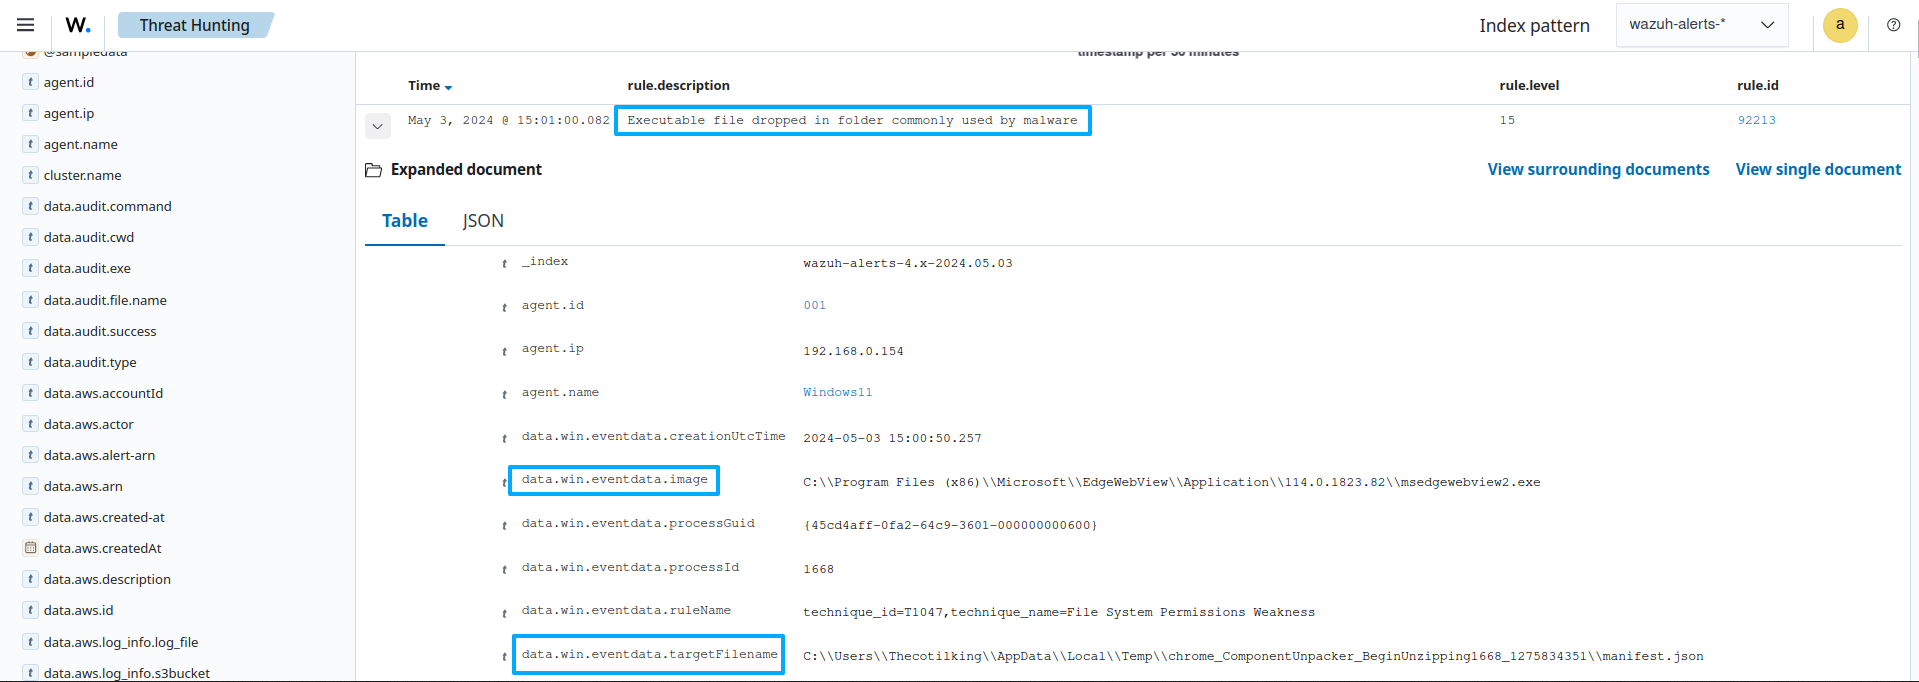 W. Threat Hunting Index pattern wazuh-alerts-* a
@sampledata
agent.id
agent.ip
agent.name
cluster.name
data.audit.command
data.audit.cwd
data.audit.exe
data.audit.file.name
data.audit.success
data.audit.type
data.aws.accountId
data.aws.actor
data.aws.alert-arn
data.aws.arn
data.aws.created-at
data.aws.createdAt
data.aws.description
data.aws.id
data.aws.log_info.log_file
data.aws.log_info.s3bucket
timestamp per 30 minutes
Time rule.description rule.level rule.id
May 3, 2024 @ 15:01:00.082 Executable file dropped in folder commonly used by malware 15 92213
Expanded document View surrounding documents View single document
Table JSON
t _index wazuh-alerts-4.x-2024.05.03
t agent.id 001
t agent.ip 192.168.0.154
t agent.name Windows11
t data.win.eventdata.creationUtcTime 2024-05-03 15:00:50.257
t data.win.eventdata.image C:\\Program Files (x86)\\Microsoft\\EdgeWebView\\Application\\114.0.1823.82\\msedgewebview2.exe
t data.win.eventdata.processGuid {45cd4aff-0fa2-64c9-3601-000000000600}
t data.win.eventdata.processId 1668
t data.win.eventdata.ruleName technique_id=T1047,technique_name=File System Permissions Weakness
t data.win.eventdata.targetFilename C:\\Users\\Thecotilking\\AppData\\Local\\Temp\\chrome_ComponentUnpacker_BeginUnzipping1668_1275834351\\manifest.json